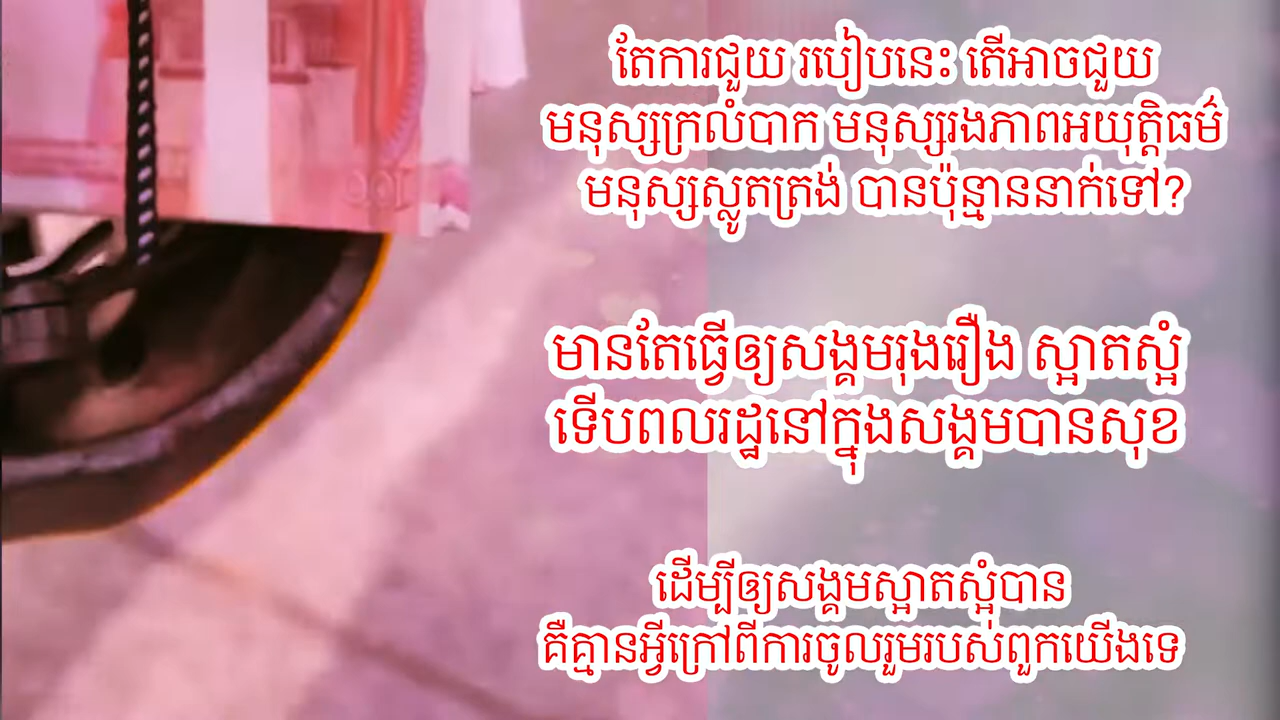 តែការជួយ របៀបនេះ តើអាចជួយ
មនុស្សក្រលំបាក មនុស្សរងភាពអយុត្តិធម៌
មនុស្សស្លូតត្រង់ បានប៉ុន្មាននាក់ទៅ?
មានតែធ្វើឲ្យសង្គមរុងរឿង ស្អាតស្អំ
ទើបពលរដ្ឋនៅក្នុងសង្គមបានសុខ
ដើម្បីឲ្យសង្គមស្អាតស្អំបាន
គឺគ្មានអ្វីក្រៅពីការចូលរួមរបស់ពួកយើងទេ